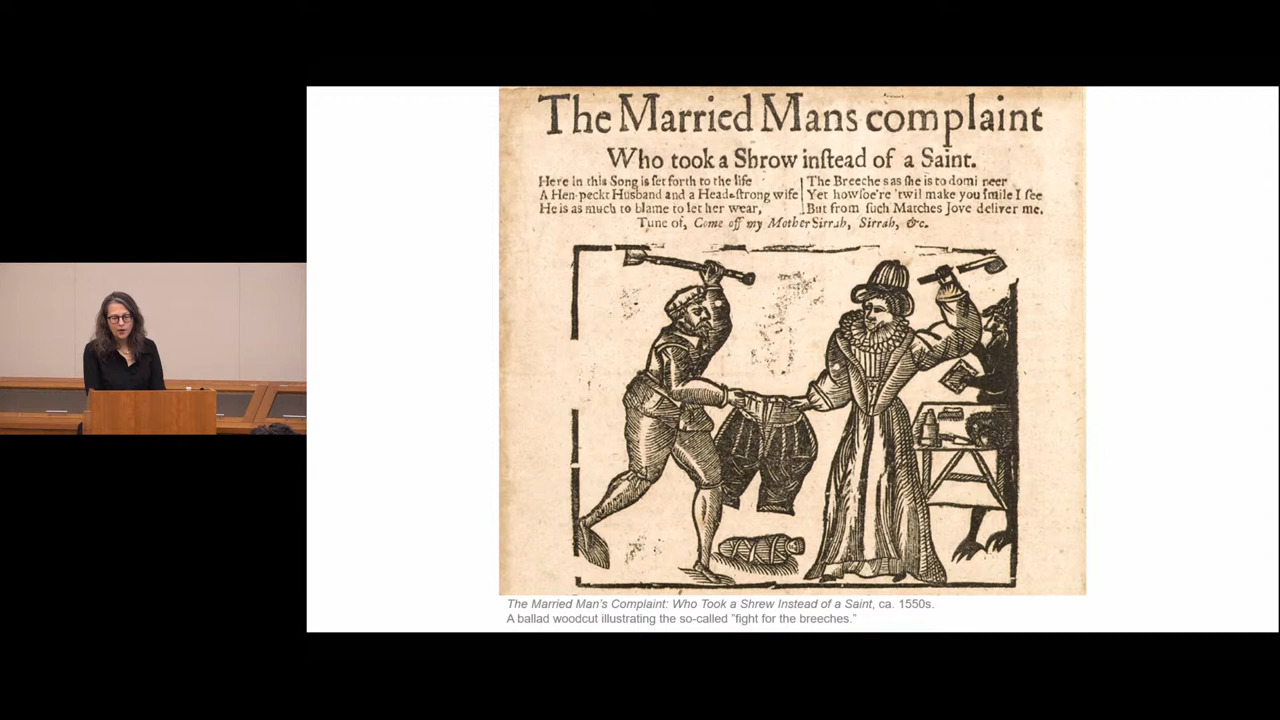 The Married Mans complaint
Who took a Shrow inſtead of a Saint.
Here in this Song is ſet forth to the life
A Hen-peckt Husband and a Head-ſtrong wife
He is as much to blame to let her wear,
The Breeches as ſhe is to domi neer
Yet howſoe're 'twil make you ſmile I ſee
But from ſuch Matches Jove deliver me.
Tune of, Come off my Mother Sirrah, Sirrah, &c.
The Married Man's Complaint: Who Took a Shrew Instead of a Saint, ca. 1550s.
A ballad woodcut illustrating the so-called "fight for the breeches."